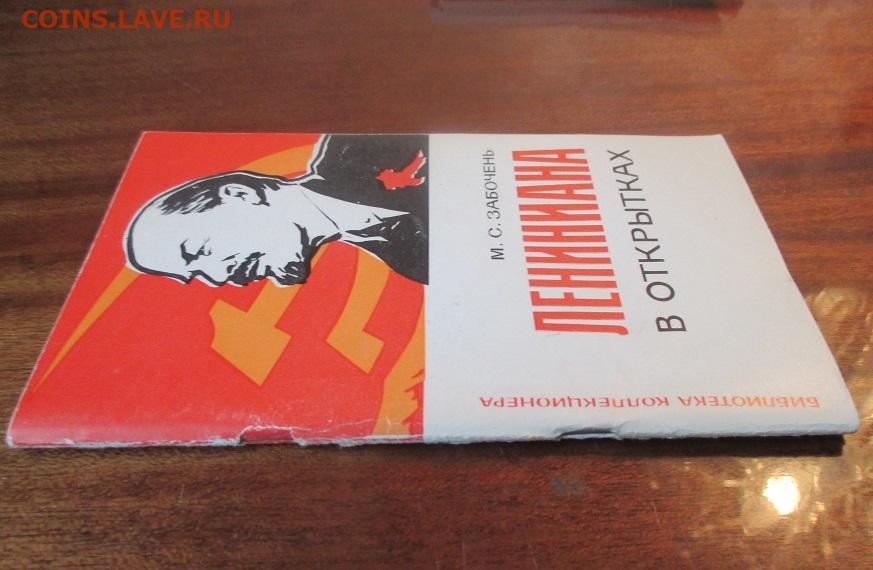 COINS.LAVE.RU
М. С. ЗАБОЧЕНЬ
ЛЕНИНИАНА
В ОТКРЫТКАХ
БИБЛИОТЕКА КОЛЛЕКЦИОНЕРА